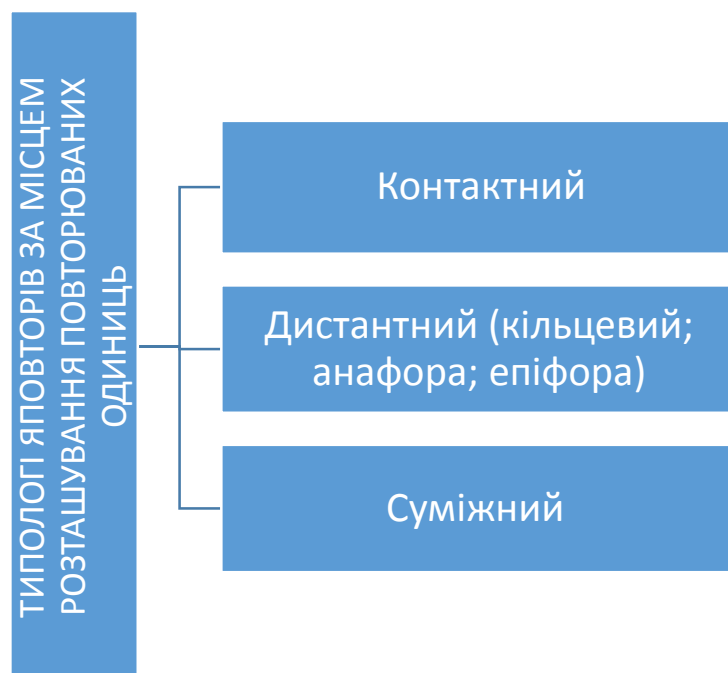 ТИПОЛОГІ ЯПОВТОРІВ ЗА МІСЦЕМ
РОЗТАШУВАННЯ ПОВТОРЮВАНИХ
ОДИНИЦЬ
Контактний
Дистантний (кільцевий;
анафора; епіфора)
Суміжний